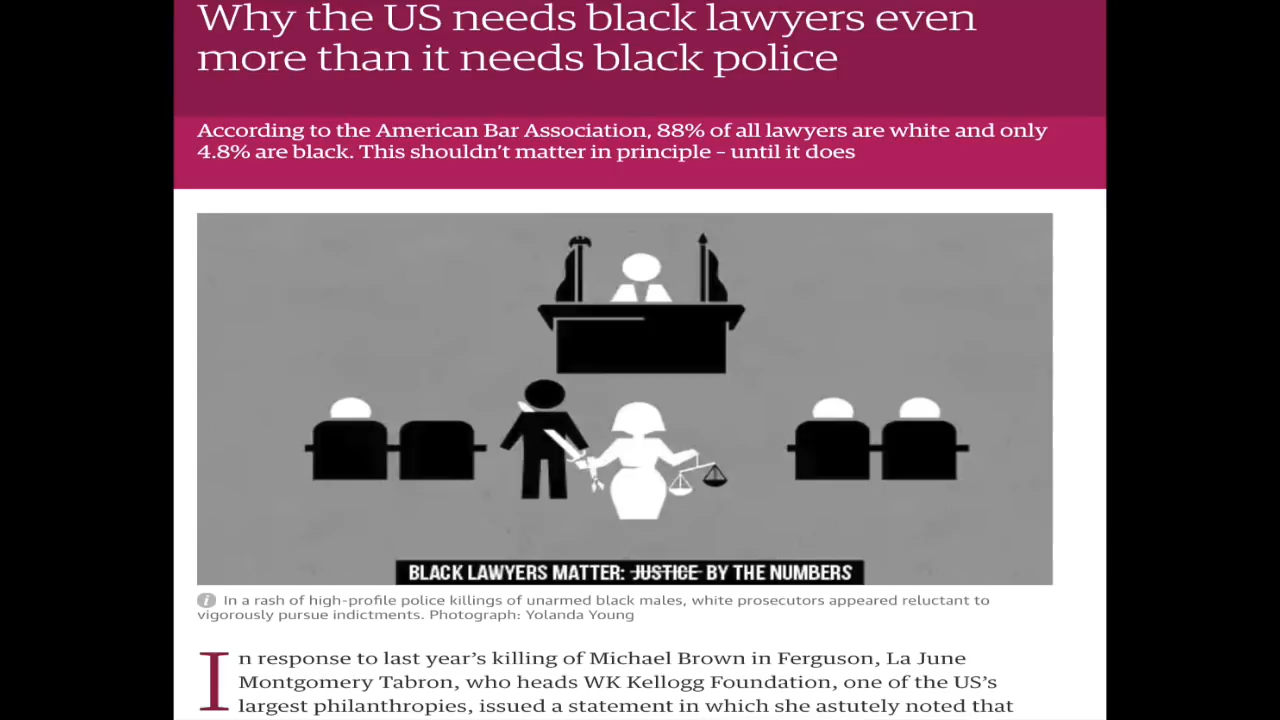 Why the US needs black lawyers even
more than it needs black police
According to the American Bar Association, 88% of all lawyers are white and only
4.8% are black. This shouldn't matter in principle – until it does
BLACK LAWYERS MATTER: JUSTICE BY THE NUMBERS
i In a rash of high-profile police killings of unarmed black males, white prosecutors appeared reluctant to
vigorously pursue indictments. Photograph: Yolanda Young
In response to last year's killing of Michael Brown in Ferguson, La June
Montgomery Tabron, who heads WK Kellogg Foundation, one of the US's
largest philanthropies, issued a statement in which she astutely noted that